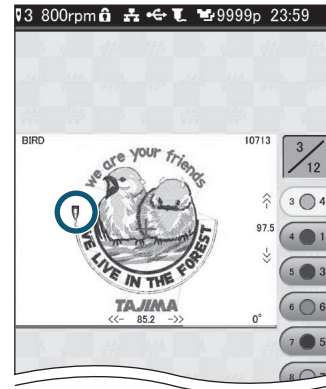 3 800rpm 9999p 23:59
BIRD 10713
we are your friends
WE LIVE IN THE FOREST
TAJIMA
97.5
<<- 85.2 ->> 0°
3/12
3 4
4 1
5 3
6 6
7 5
8